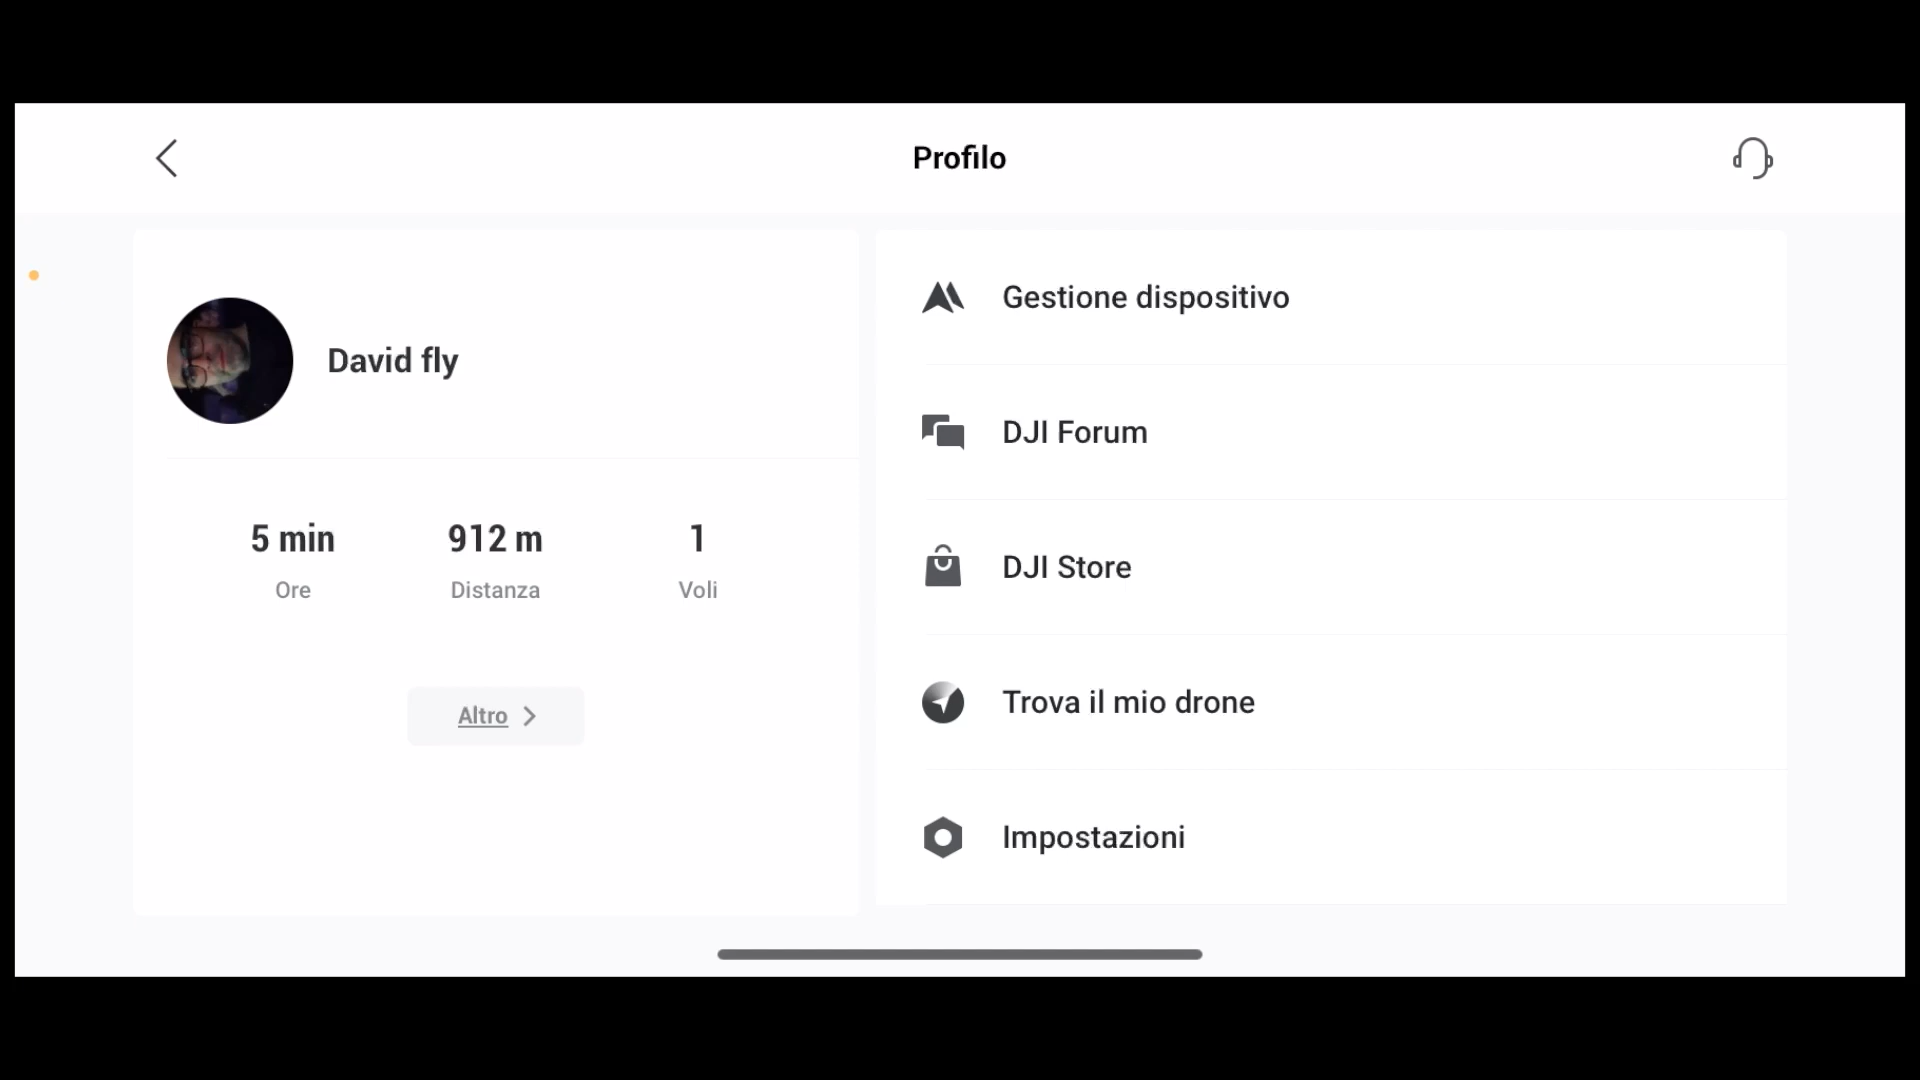 Profilo
David fly
5 min
Ore
912 m
Distanza
1
Voli
Altro
Gestione dispositivo
DJI Forum
DJI Store
Trova il mio drone
Impostazioni